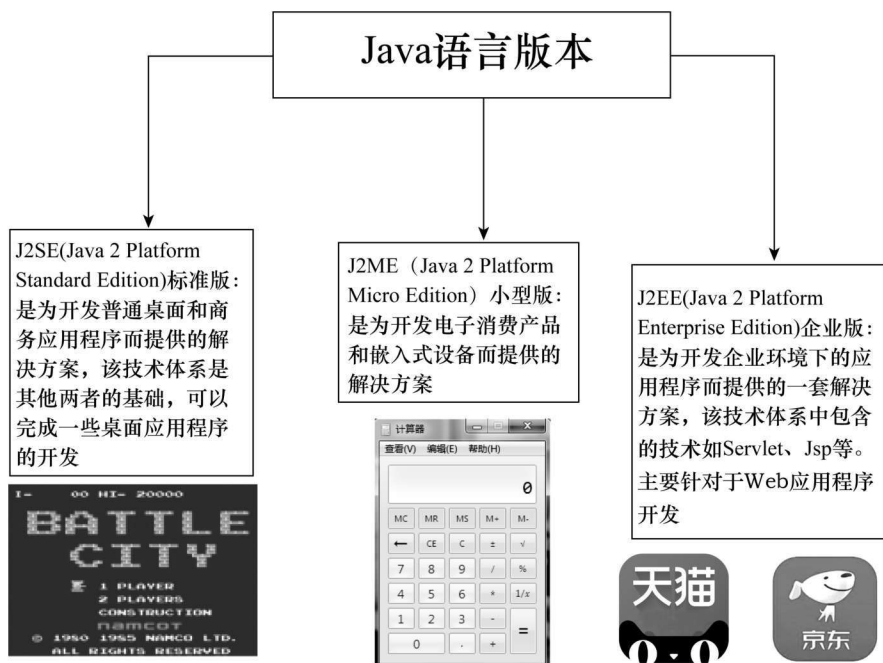 Java语言版本
J2SE(Java 2 Platform
Standard Edition)标准版:
是为开发普通桌面和商
务应用程序而提供的解
决方案，该技术体系是
其他两者的基础，可以
完成一些桌面应用程序
的开发
J2ME（Java 2 Platform
Micro Edition）小型版:
是为开发电子消费产品
和嵌入式设备而提供的
解决方案
J2EE(Java 2 Platform
Enterprise Edition)企业版:
是为开发企业环境下的应
用程序而提供的一套解决
方案，该技术体系中包含
的技术如Servlet、Jsp等。
主要针对于Web应用程序
开发
I- 00 HI- 20000
BATTLE
CITY
1 PLAYER
2 PLAYERS
CONSTRUCTION
namcot
© 1980 1985 NAMCO LTD.
ALL RIGHTS RESERVED
计算器
查看(V) 编辑(E) 帮助(H)
0
MC MR MS M+ M-
← CE C ± √
7 8 9 / %
4 5 6 * 1/x
1 2 3 - =
0 . +
天猫
京东